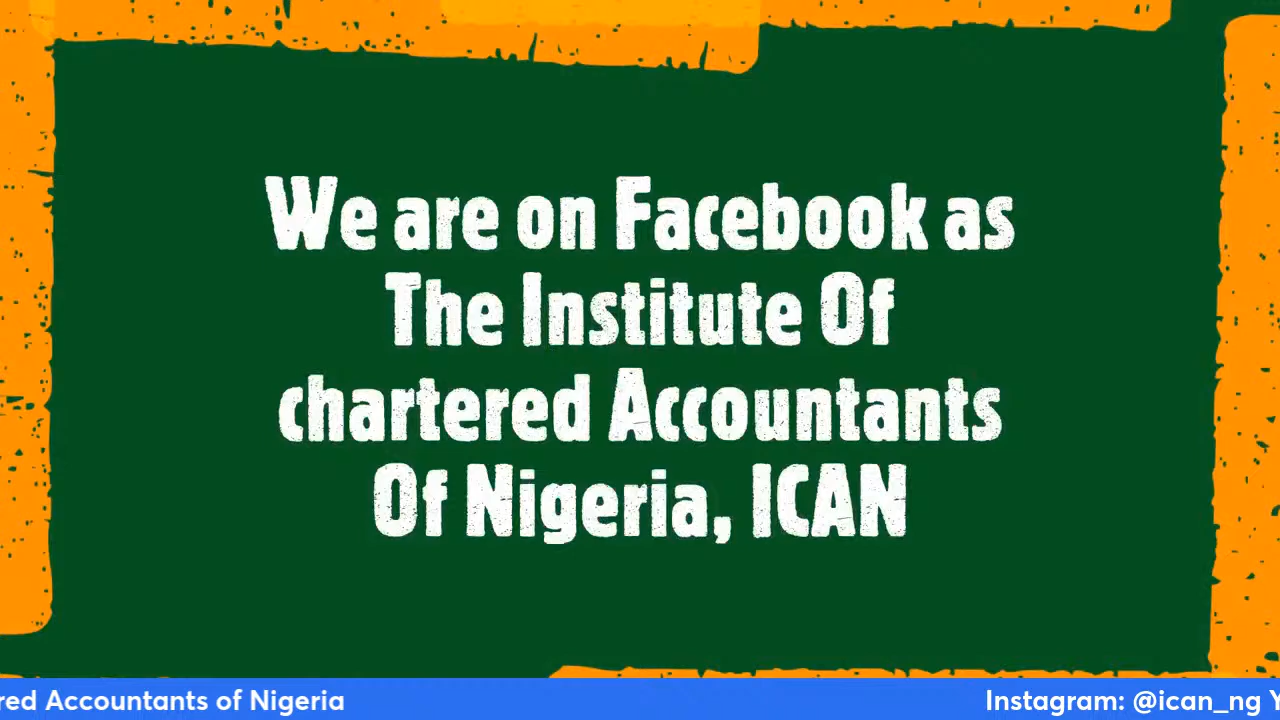 We are on Facebook as
The Institute Of
chartered Accountants
Of Nigeria, ICAN
red Accountants of Nigeria
Instagram: @ican_ng Y